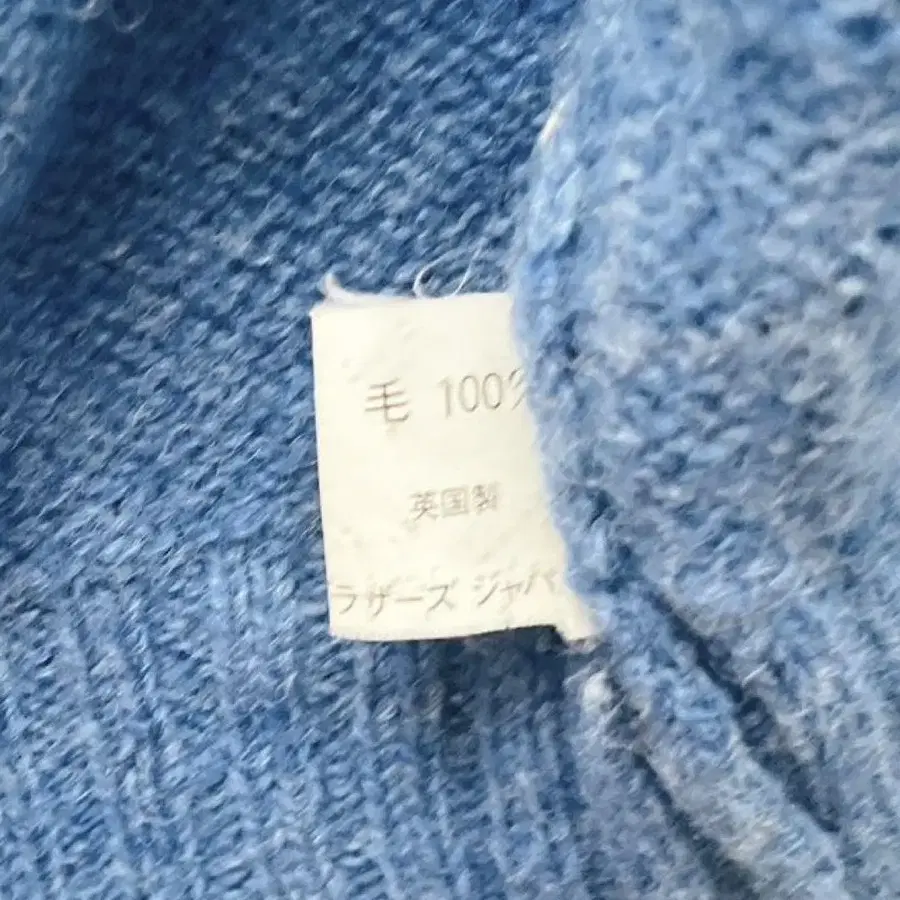 毛 100%
英国製
ラザーズ ジャパ